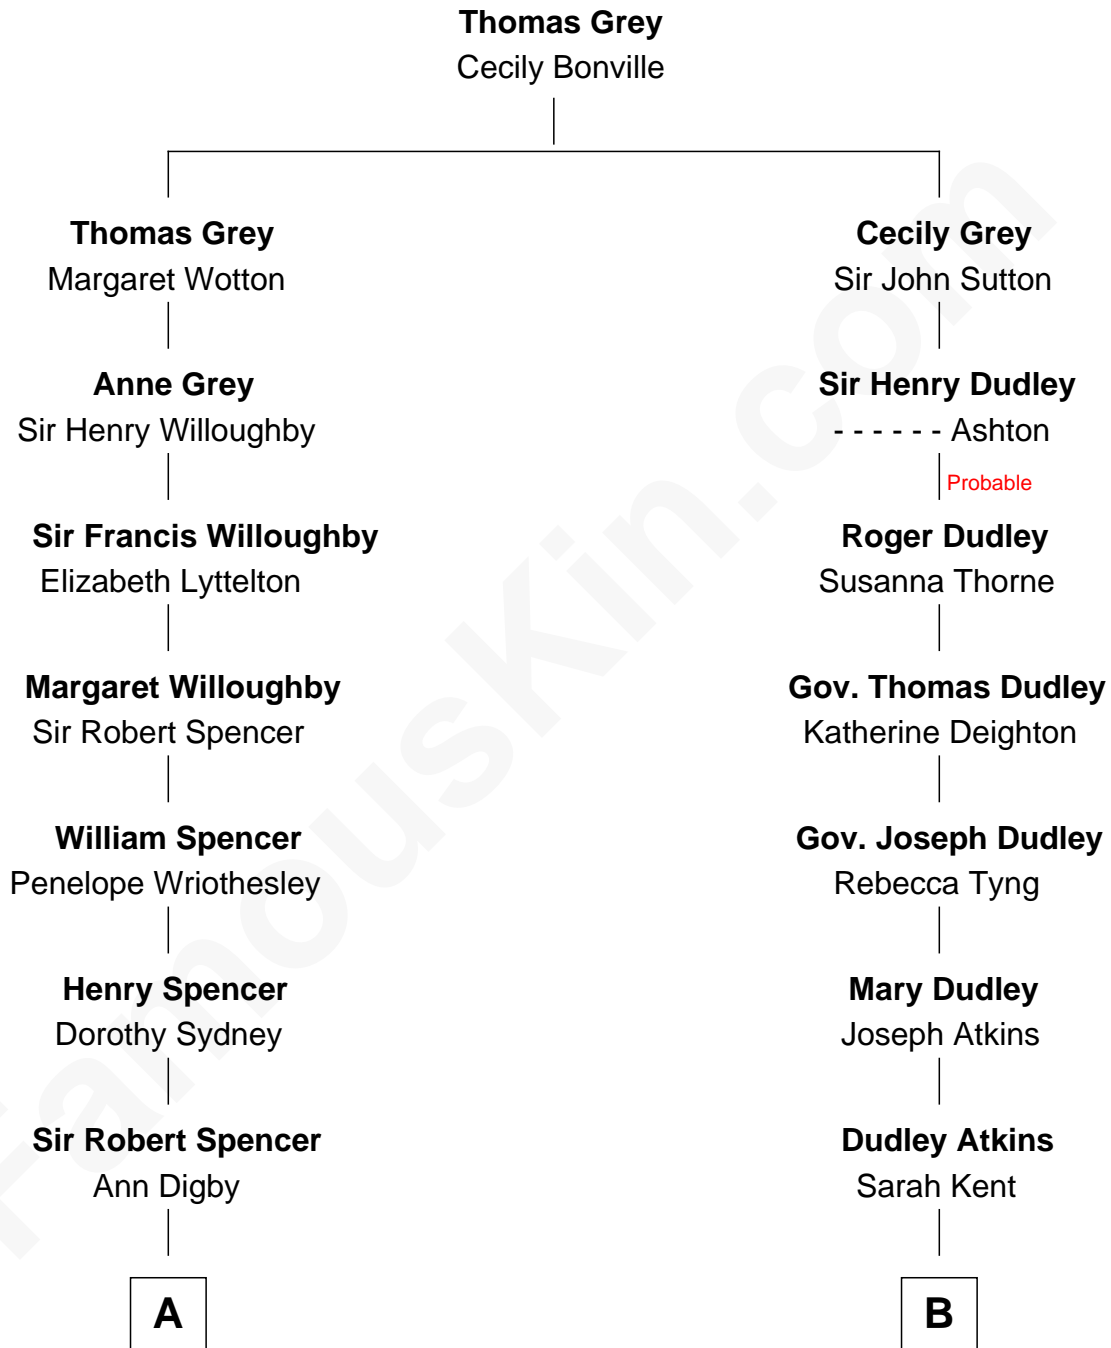 Thomas Grey
Cecily Bonville
Thomas Grey
Margaret Wotton
Anne Grey
Sir Henry Willoughby
Sir Francis Willoughby
Elizabeth Lyttelton
Margaret Willoughby
Sir Robert Spencer
William Spencer
Penelope Wriothesley
Henry Spencer
Dorothy Sydney
Sir Robert Spencer
Ann Digby
A
Cecily Grey
Sir John Sutton
Sir Henry Dudley
- - - - - - Ashton
Probable
Roger Dudley
Susanna Thorne
Gov. Thomas Dudley
Katherine Deighton
Gov. Joseph Dudley
Rebecca Tyng
Mary Dudley
Joseph Atkins
Dudley Atkins
Sarah Kent
B
FamousKin.com